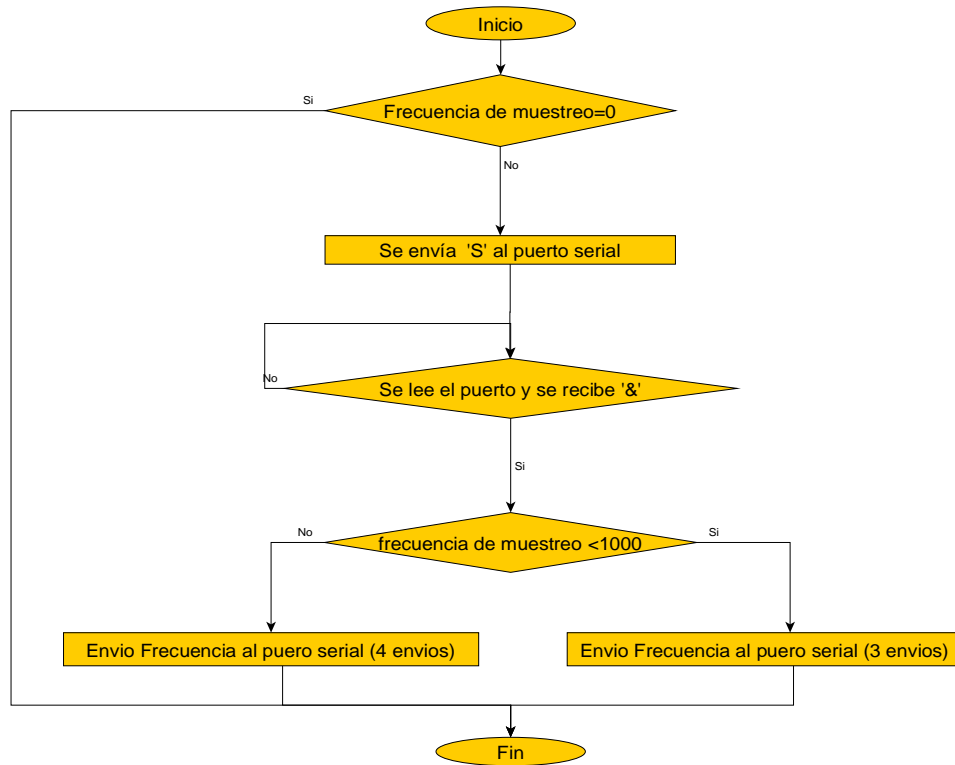 Inicio
Si
Frecuencia de muestreo=0
No
Se envía 'S' al puerto serial
No
Se lee el puerto y se recibe '&'
Si
No
frecuencia de muestreo <1000
Si
Envio Frecuencia al puero serial (4 envios)
Envio Frecuencia al puero serial (3 envios)
Fin